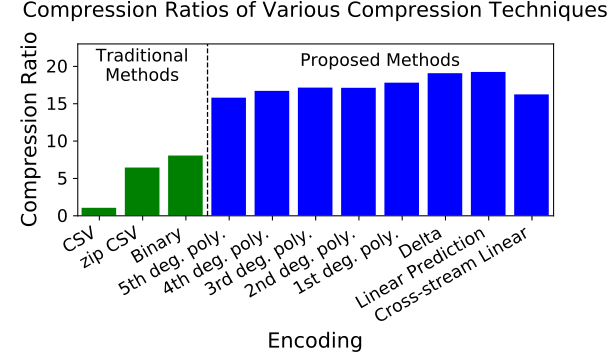 Compression Ratios of Various Compression Techniques
Traditional
Methods
Proposed Methods
Compression Ratio
20
15
10
5
0
CSV
zip CSV
Binary
5th deg. poly.
4th deg. poly.
3rd deg. poly.
2nd deg. poly.
1st deg. poly.
Delta
Linear Prediction
Cross-stream Linear
Encoding